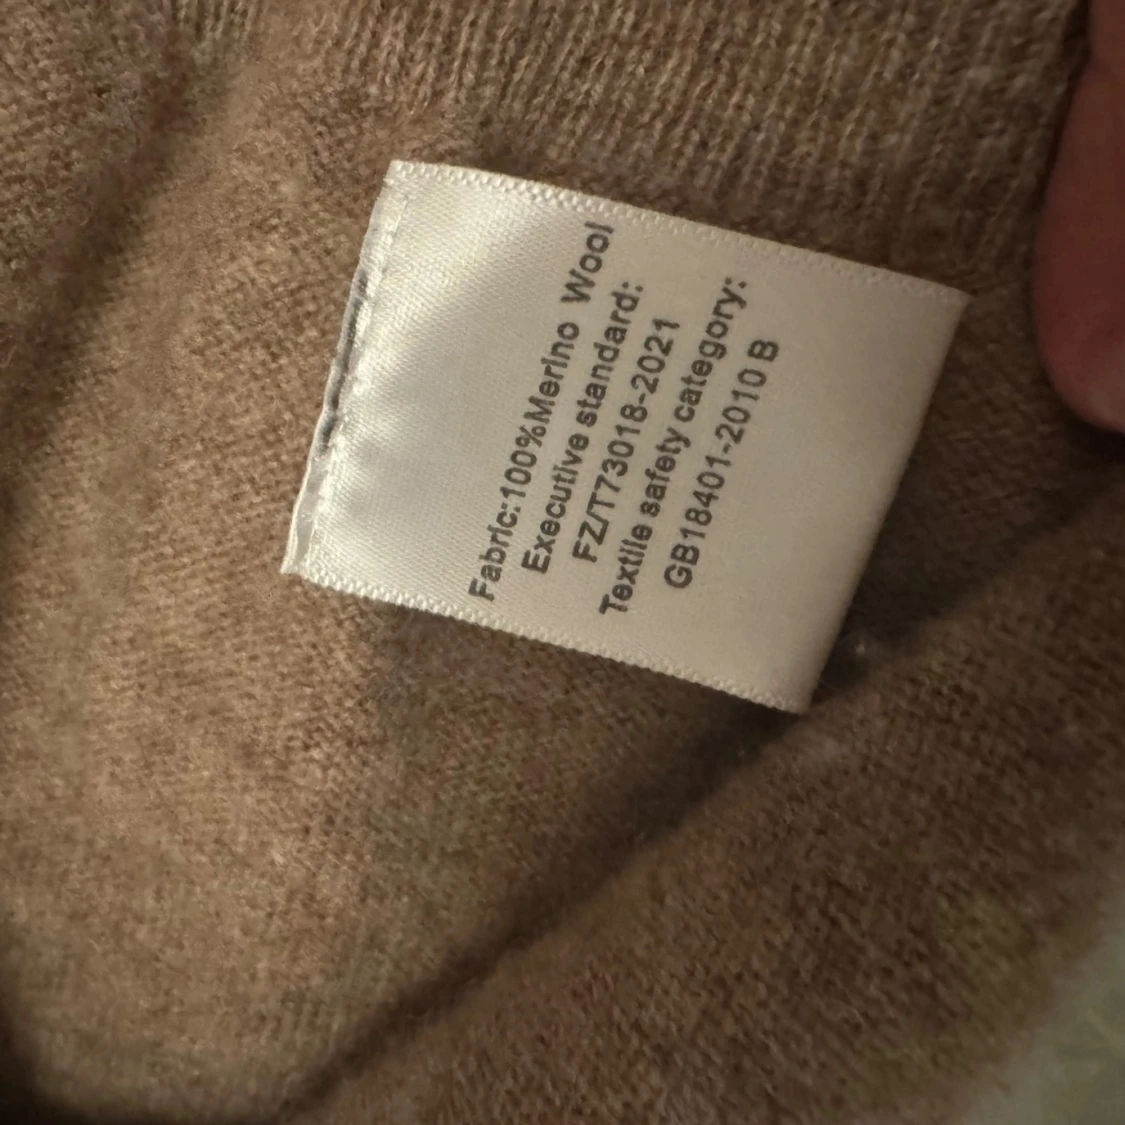 Fabric:100%Merino Wool
Executive standard:
FZ/T73018-2021
Textile safety category:
GB18401-2010 B